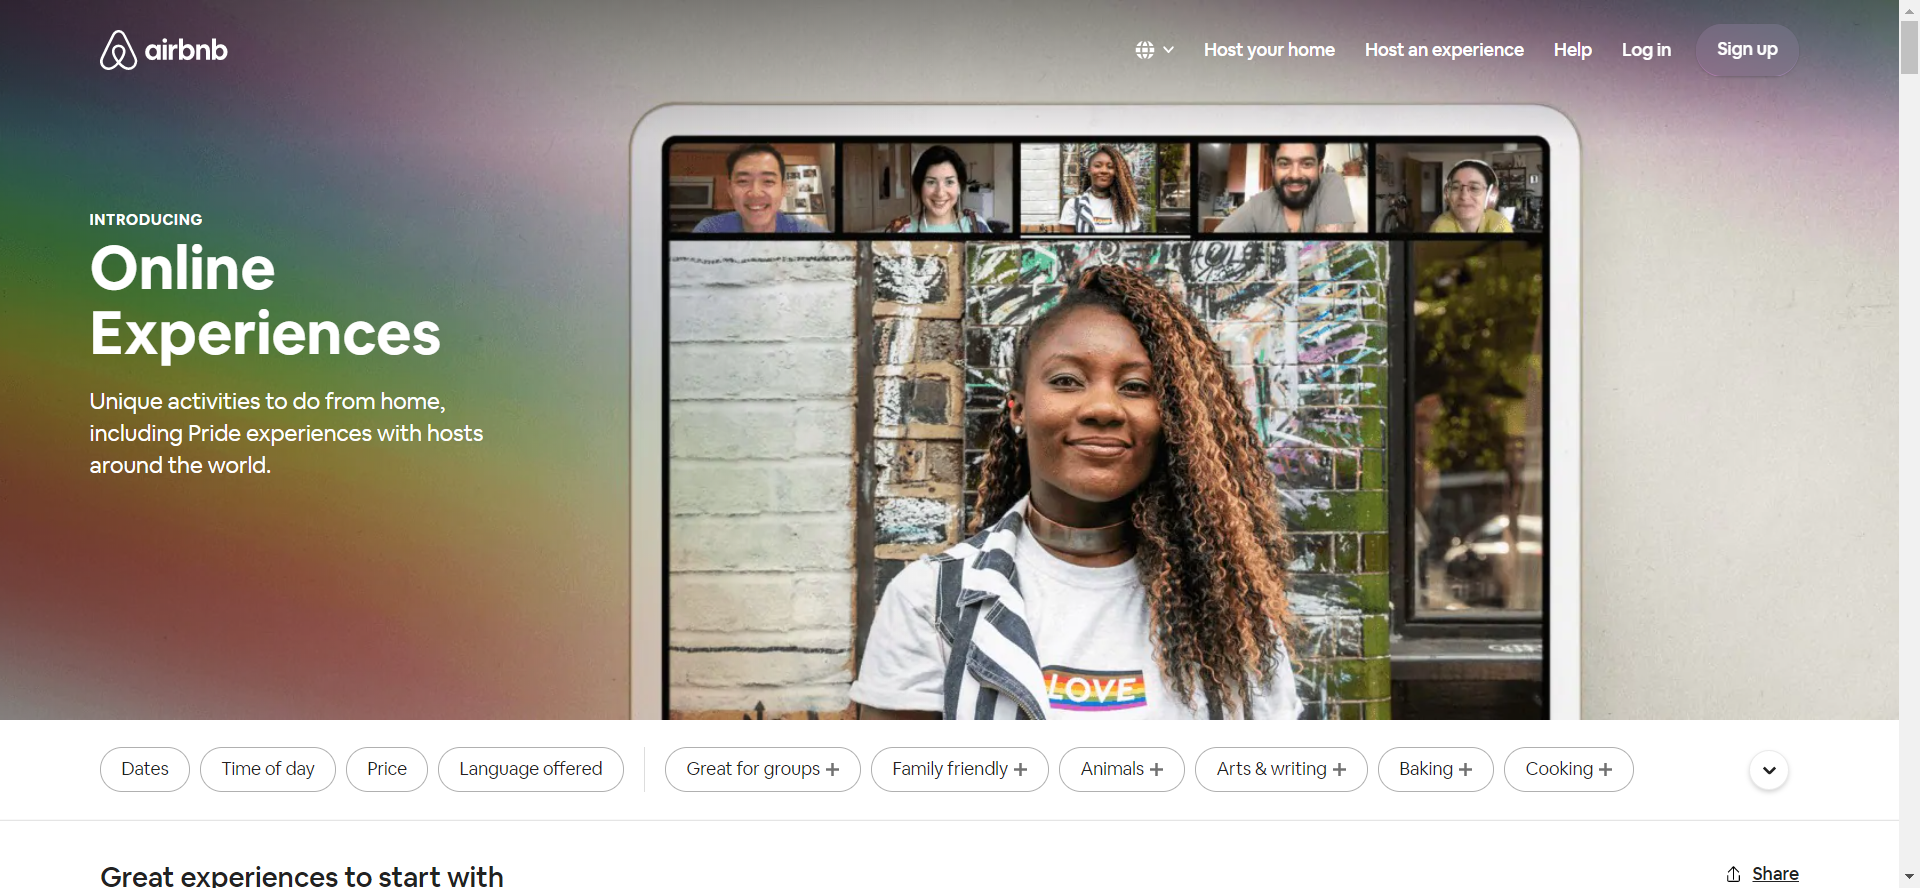 airbnb
Host your home
Host an experience
Help
Log in
Sign up
INTRODUCING
Online
Experiences
Unique activities to do from home,
including Pride experiences with hosts
around the world.
LOVE
Dates
Time of day
Price
Language offered
Great for groups +
Family friendly +
Animals +
Arts & writing +
Baking +
Cooking +
Great experiences to start with
Share